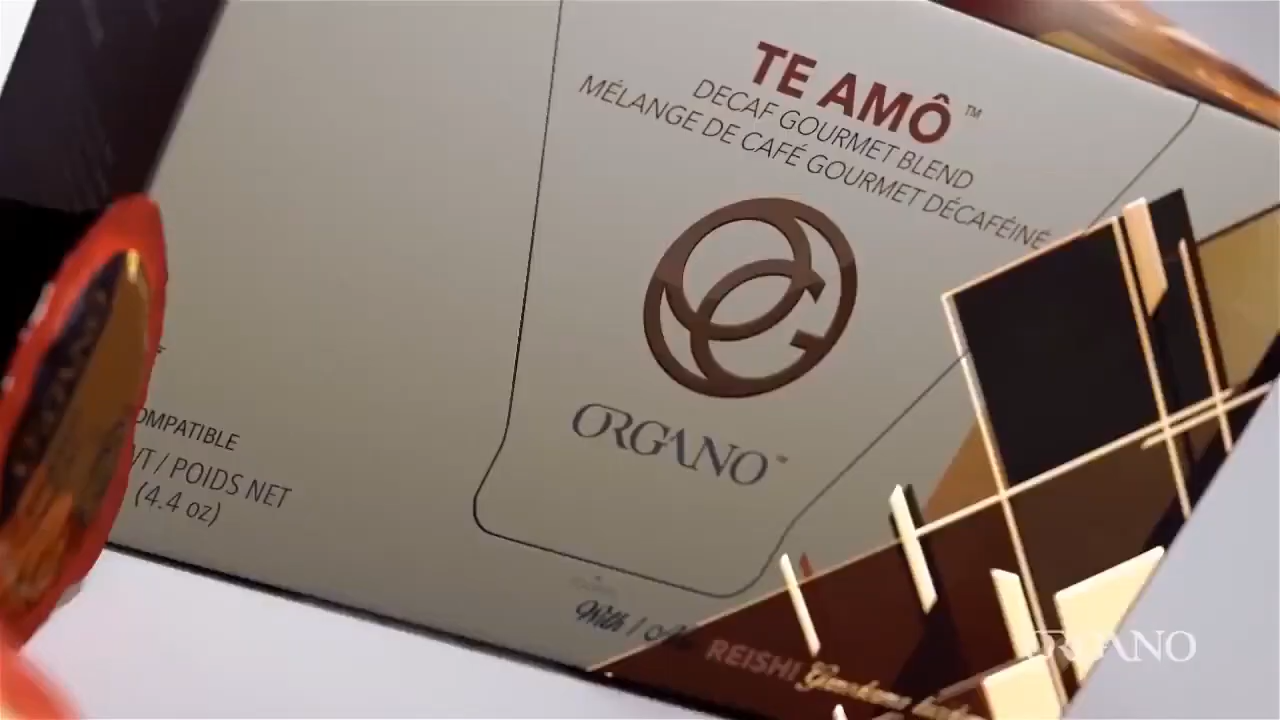 TE AMÔ™
DECAF GOURMET BLEND
MÉLANGE DE CAFÉ GOURMET DÉCAFÉINÉ
ORGANO™
OMPATIBLE
/ POIDS NET
(4.4 oz)
With /
REISHI
ORGANO